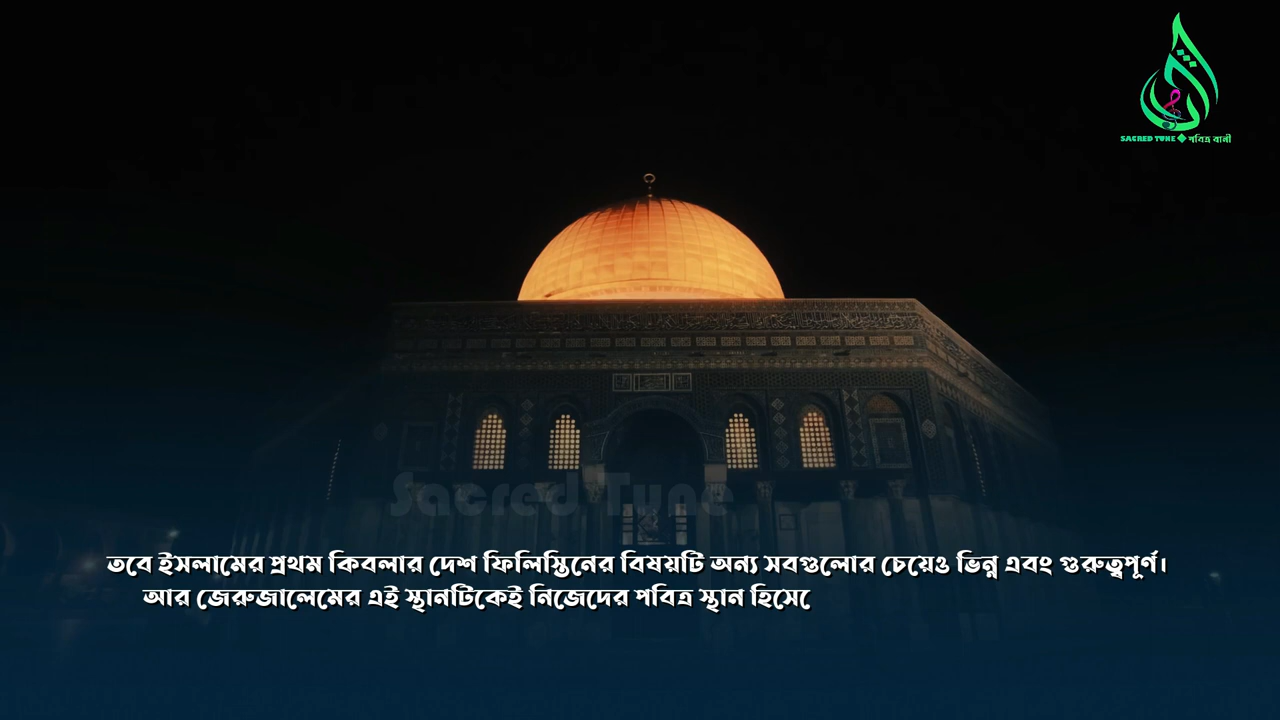 SACRED TUNE ◆ পবিত্র বানী
Sacred Tune
তবে ইসলামের প্রথম কিবলার দেশ ফিলিস্তিনের বিষয়টি অন্য সবগুলোর চেয়েও ভিন্ন এবং গুরুত্বপূর্ণ।
আর জেরুজালেমের এই স্থানটিকেই নিজেদের পবিত্র স্থান হিসেে